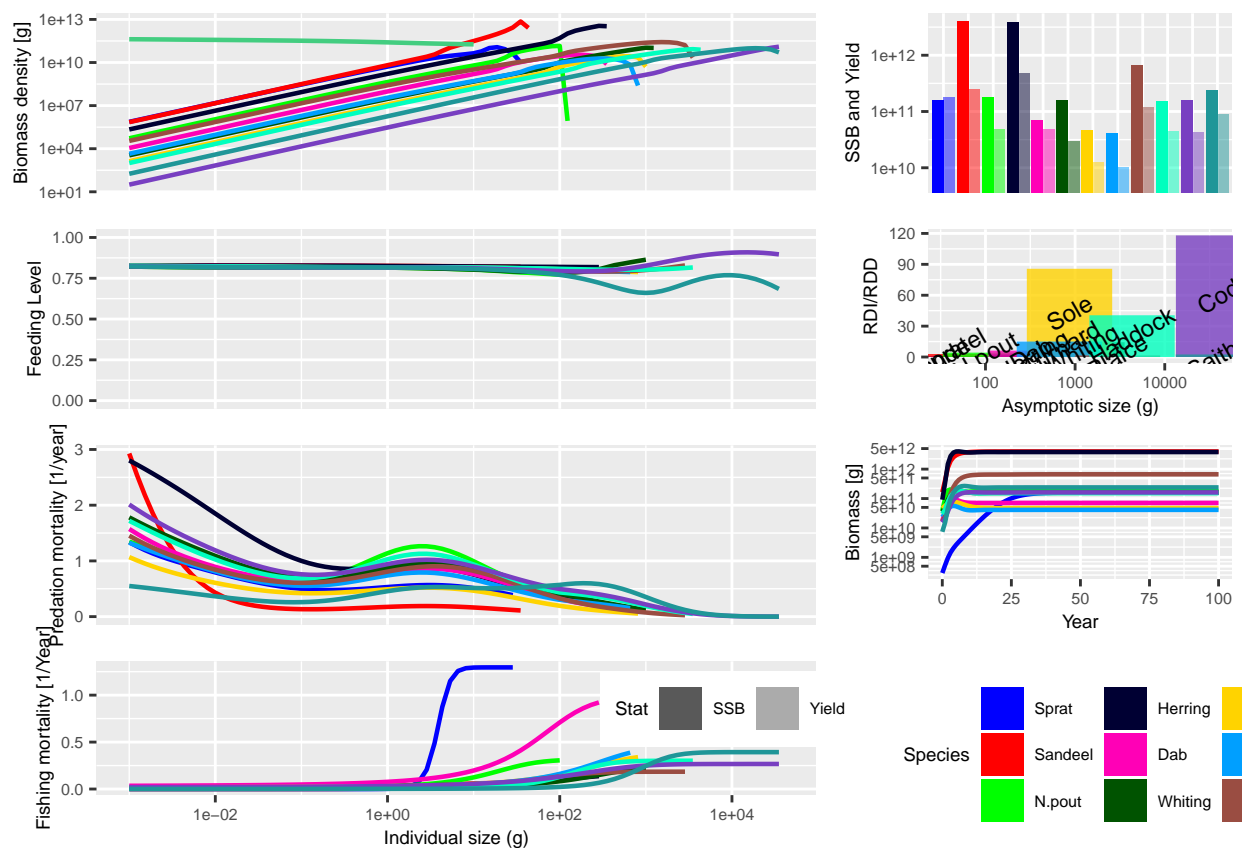 Biomass density [g]
1e+13
1e+10
1e+07
1e+04
1e+01
SSB and Yield
1e+12
1e+11
1e+10
Feeding Level
1.00
0.75
0.50
0.25
0.00
RDI/RDD
120
90
60
30
0
Sole
Cod
100
1000
10000
Asymptotic size (g)
Predation mortality [1/year]
3
2
1
0
Biomass [g]
5e+12
1e+12
5e+11
1e+11
5e+10
1e+10
5e+09
1e+09
5e+08
0
25
50
75
100
Year
Fishing mortality [1/Year]
1.0
0.5
0.0
1e−02
1e+00
1e+02
1e+04
Individual size (g)
Stat
SSB
Yield
Species
Sprat
Herring
Sandeel
Dab
N.pout
Whiting